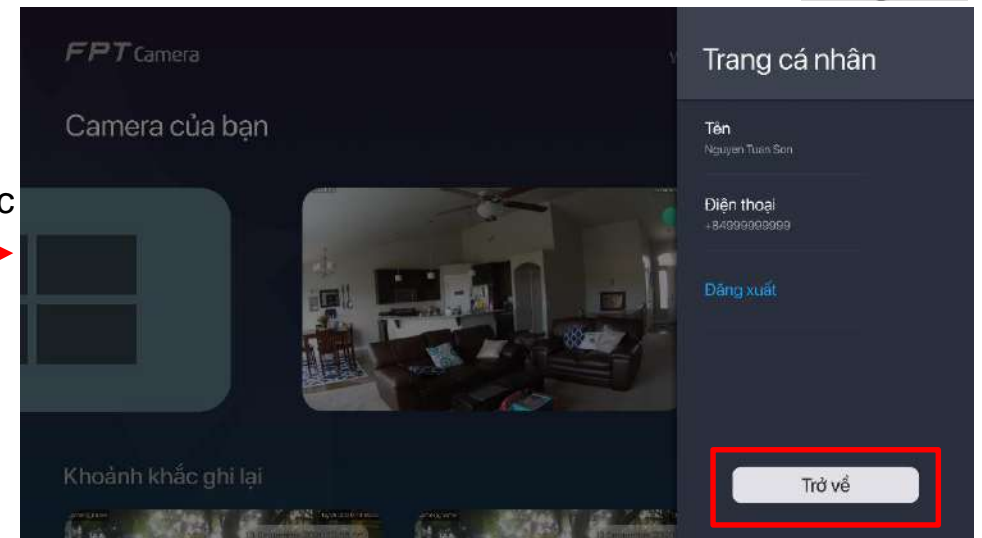 FPT Camera
Camera của bạn
C
Khoảnh khắc ghi lại
Trang cá nhân
Tên
Nguyen Tuan Son
Điện thoại
+84999999999
Đăng xuất
Trở về